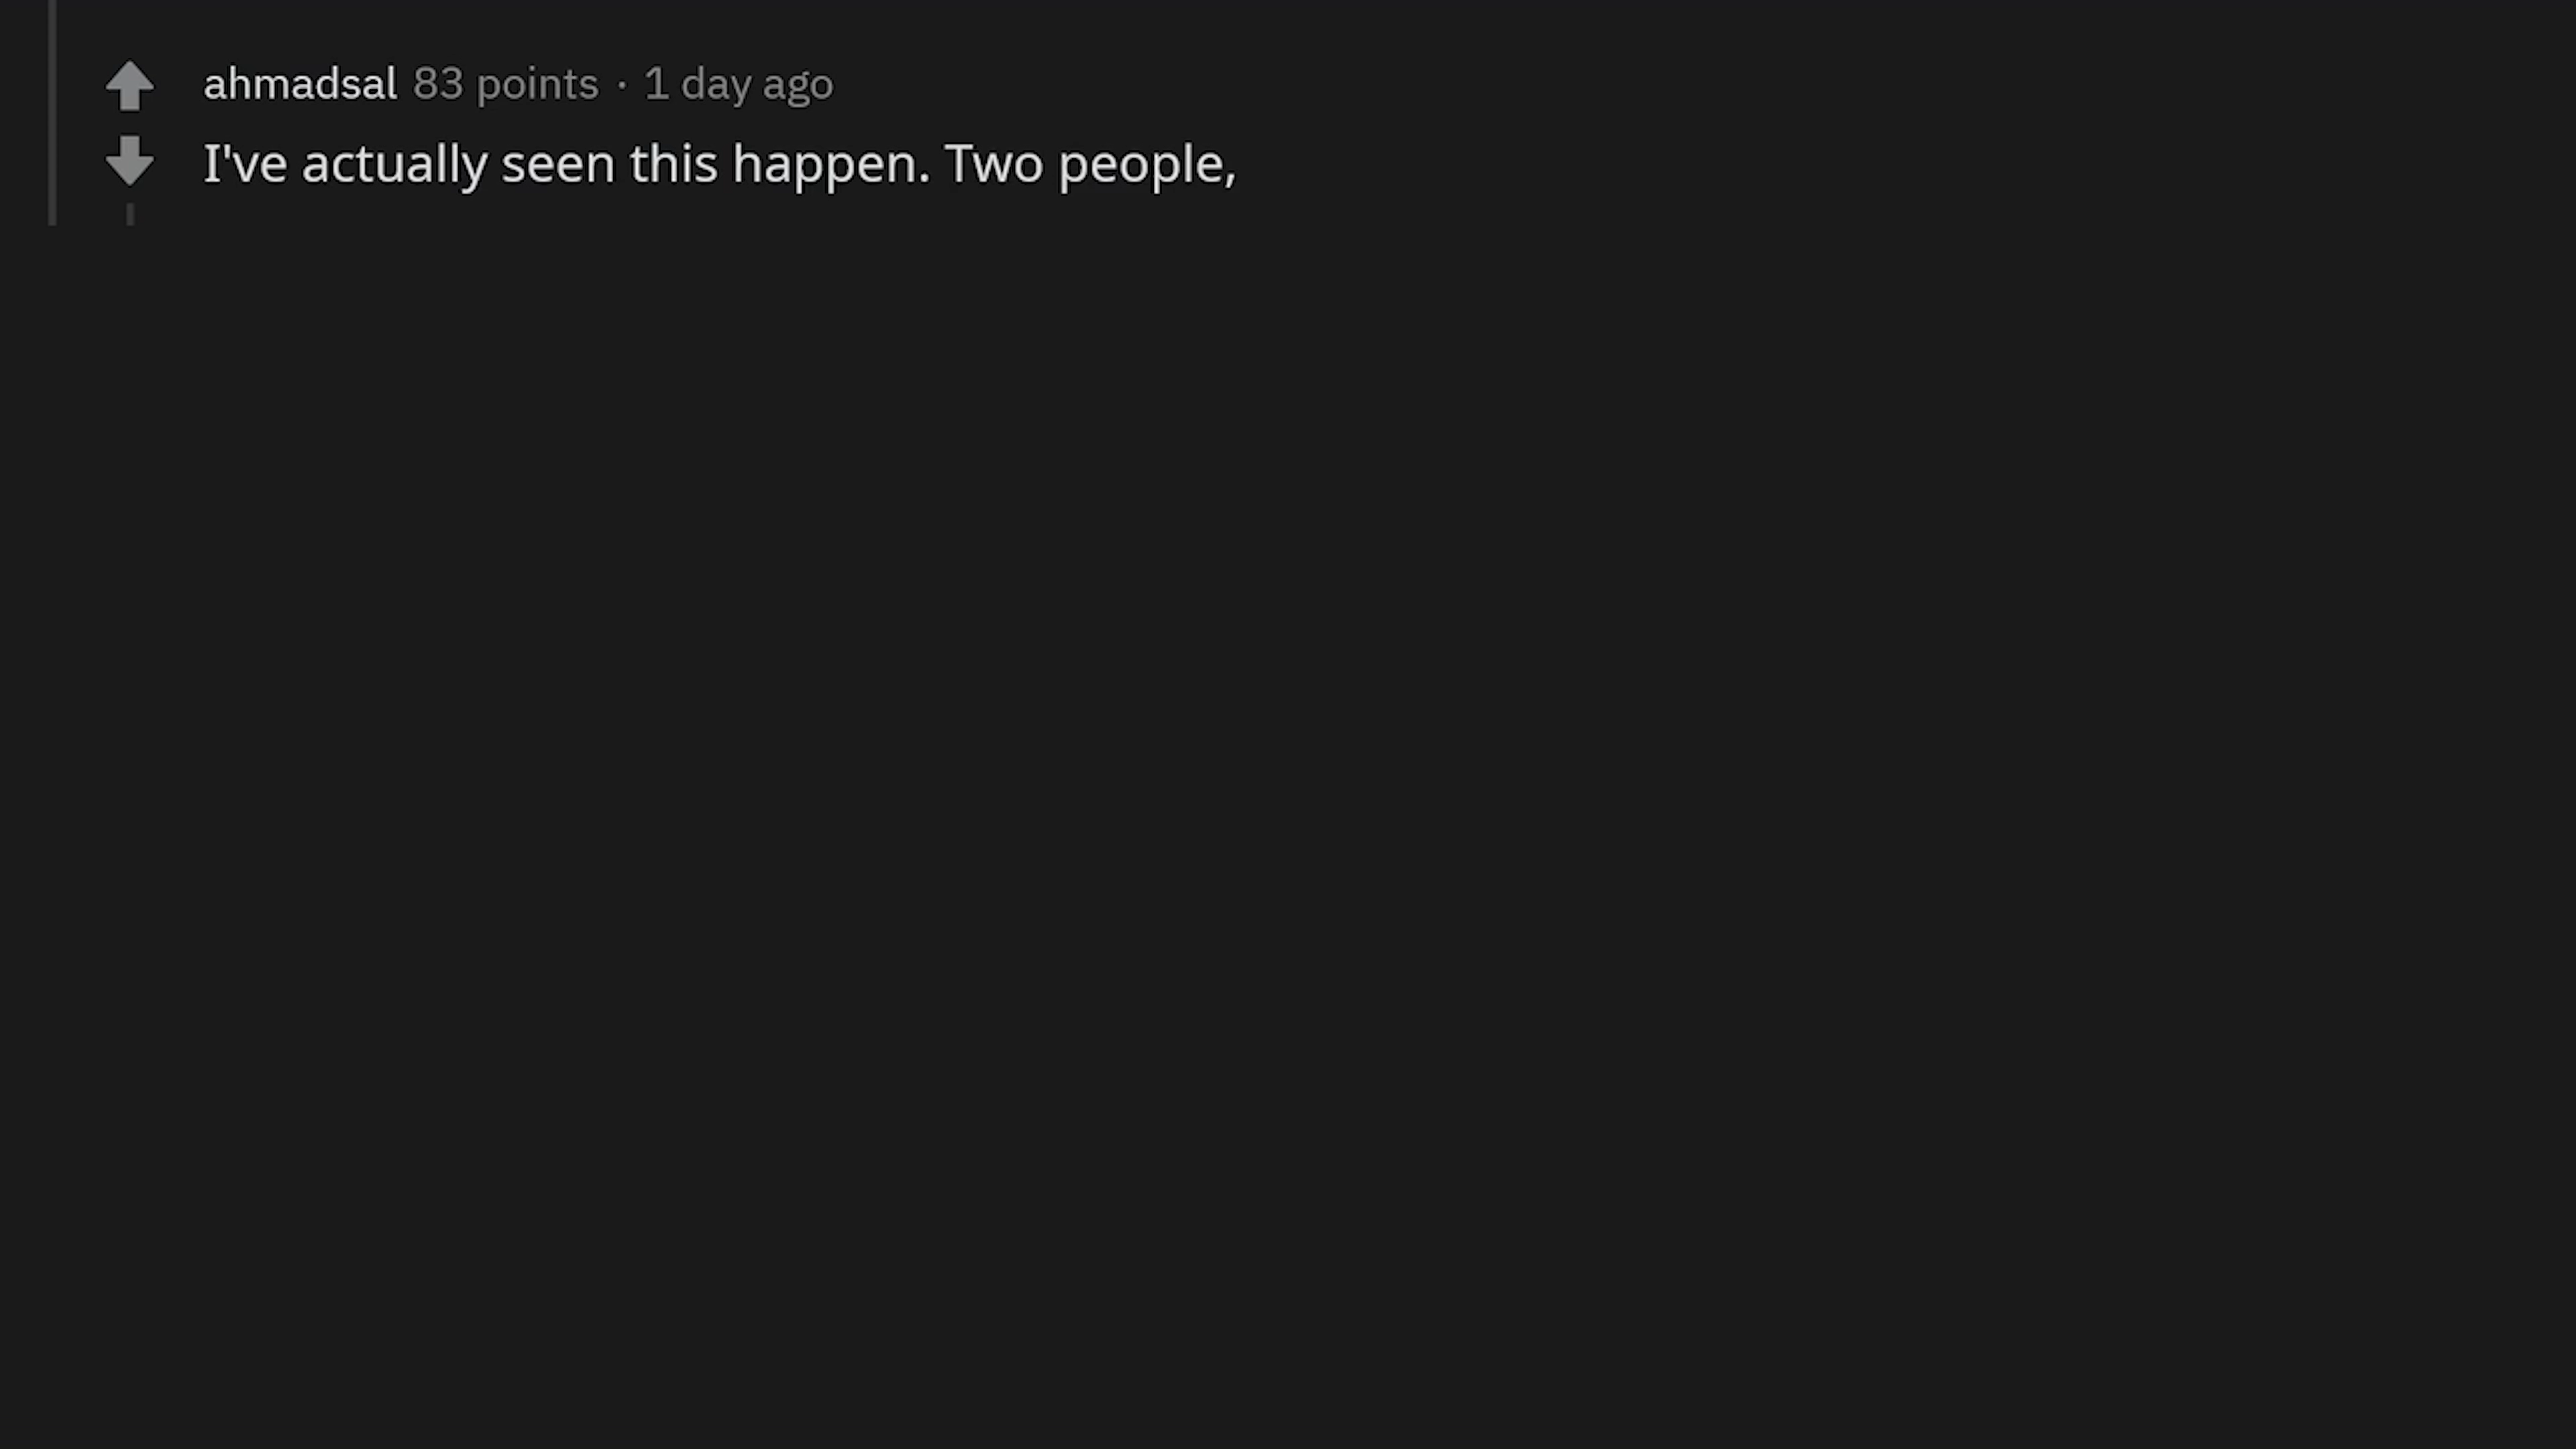 ahmadsal 83 points · 1 day ago
I've actually seen this happen. Two people,